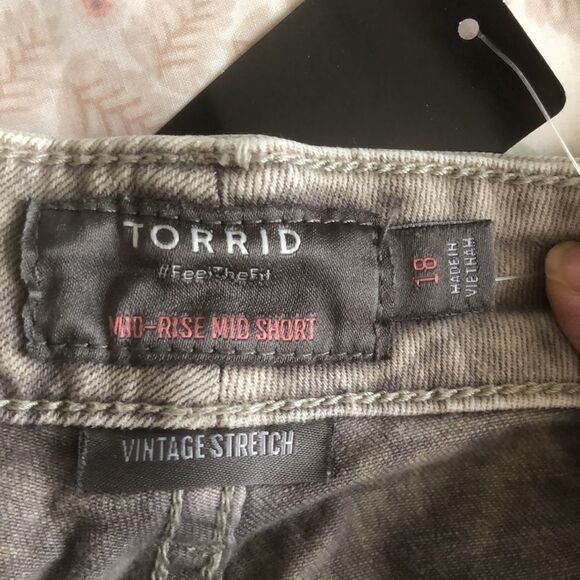 TORRID
#FeelTheFit
MID-RISE MID SHORT
18
MADE IN
VIETNAM
VINTAGE STRETCH